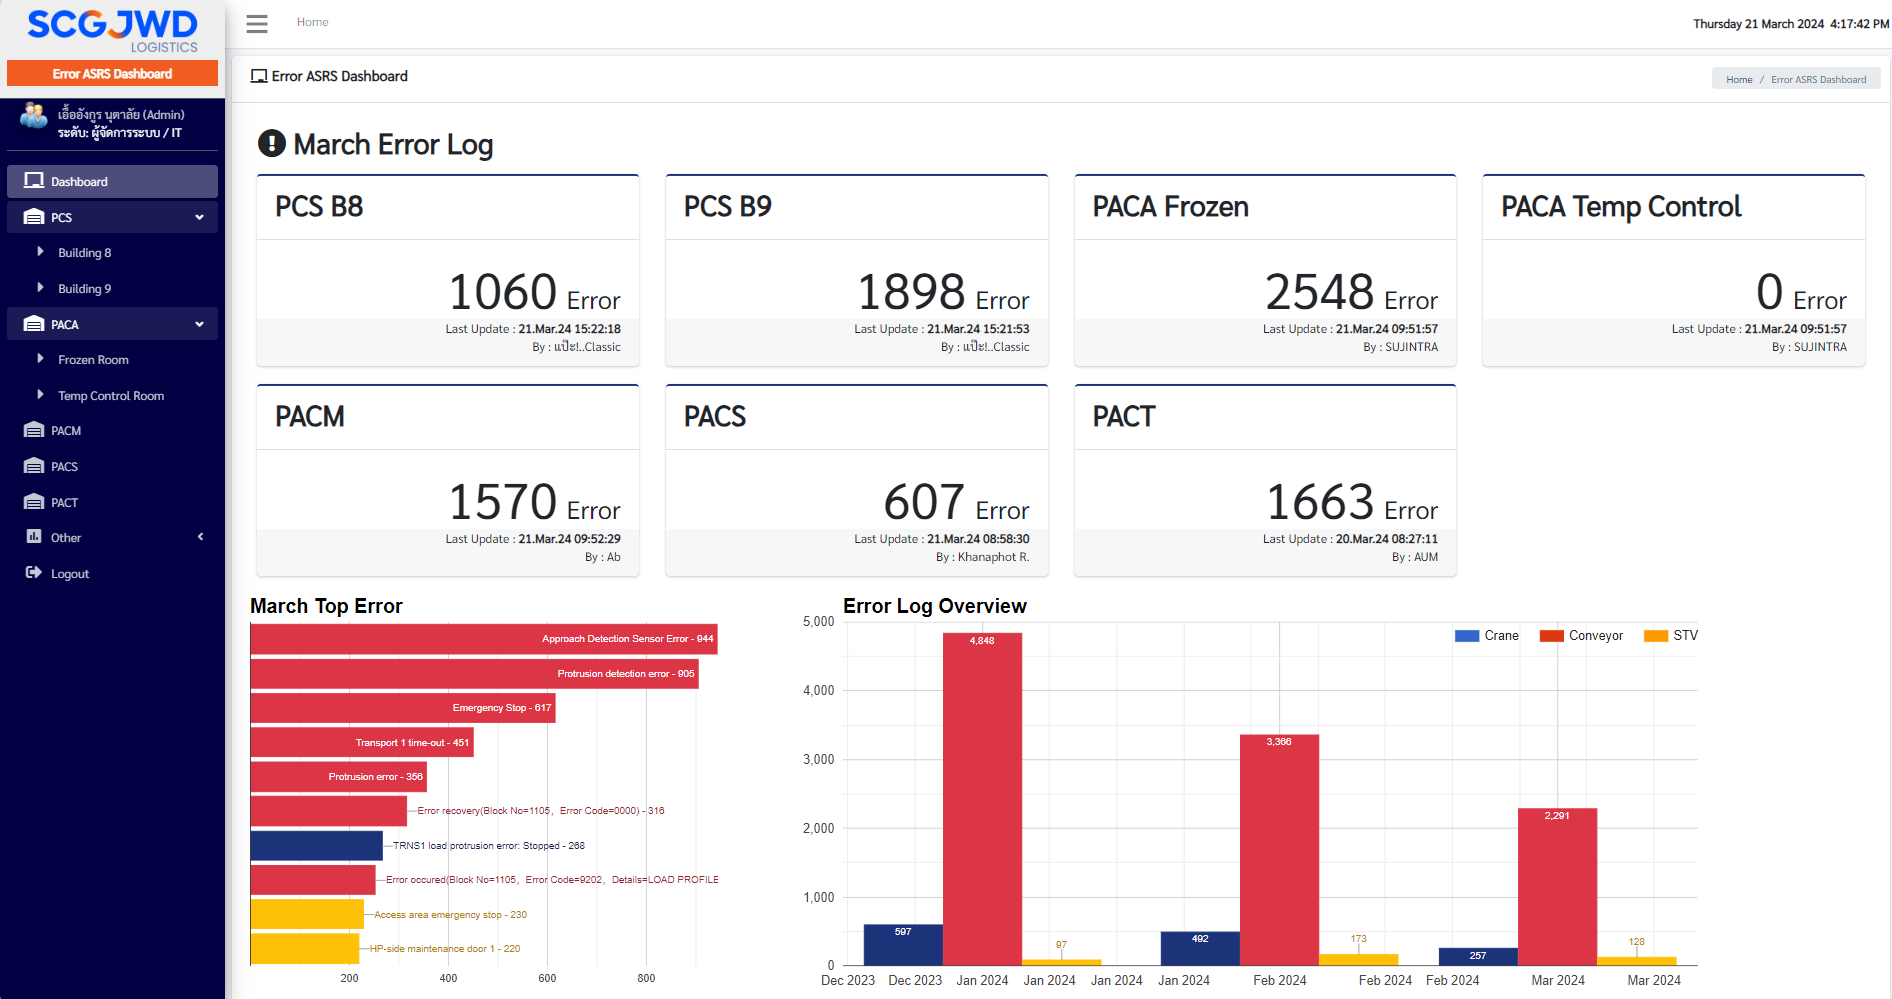 SCGJWD
LOGISTICS
Error ASRS Dashboard
Home
Thursday 21 March 2024 4:17:42 PM
เอื้ออังกูร นุตาลัย (Admin)
ระดับ: ผู้จัดการระบบ / IT
Dashboard
PCS
Building 8
Building 9
PACA
Frozen Room
Temp Control Room
PACM
PACS
PACT
Other
Logout
Error ASRS Dashboard
Home / Error ASRS Dashboard
March Error Log
PCS B8
1060 Error
Last Update : 21.Mar.24 15:22:18
By : แป๊ะ!..Classic
PCS B9
1898 Error
Last Update : 21.Mar.24 15:21:53
By : แป๊ะ!..Classic
PACA Frozen
2548 Error
Last Update : 21.Mar.24 09:51:57
By : SUJINTRA
PACA Temp Control
0 Error
Last Update : 21.Mar.24 09:51:57
By : SUJINTRA
PACM
1570 Error
Last Update : 21.Mar.24 09:52:29
By : Ab
PACS
607 Error
Last Update : 21.Mar.24 08:58:30
By : Khanaphot R.
PACT
1663 Error
Last Update : 20.Mar.24 08:27:11
By : AUM
March Top Error
Approach Detection Sensor Error - 944
Protrusion detection error - 905
Emergency Stop - 617
Transport 1 time-out - 451
Protrusion error - 356
Error recovery(Block No=1105, Error Code=0000) - 316
TRNS1 load protrusion error: Stopped - 268
Error occured(Block No=1105, Error Code=9202, Details=LOAD PROFILE
Access area emergency stop - 230
HP-side maintenance door 1 - 220
200 400 600 800
Error Log Overview
Crane Conveyor STV
5,000
4,000
3,000
2,000
1,000
0
597
4,848
97
492
3,366
173
257
2,291
128
Dec 2023 Dec 2023 Jan 2024 Jan 2024 Jan 2024 Jan 2024 Feb 2024 Feb 2024 Feb 2024 Mar 2024 Mar 2024